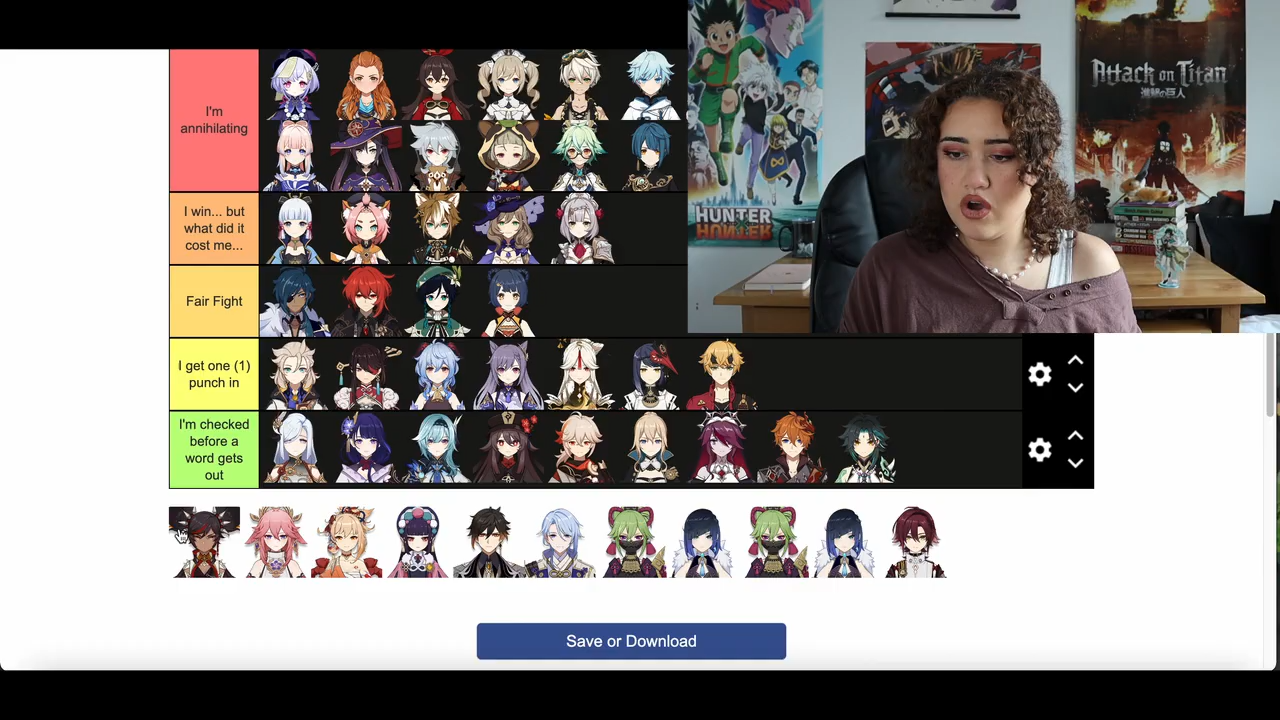 I'm
annihilating
I win... but
what did it
cost me...
Fair Fight
I get one (1)
punch in
I'm checked
before a
word gets
out
Save or Download
HUNTER
HUNTER
Attack on Titan
進撃の巨人